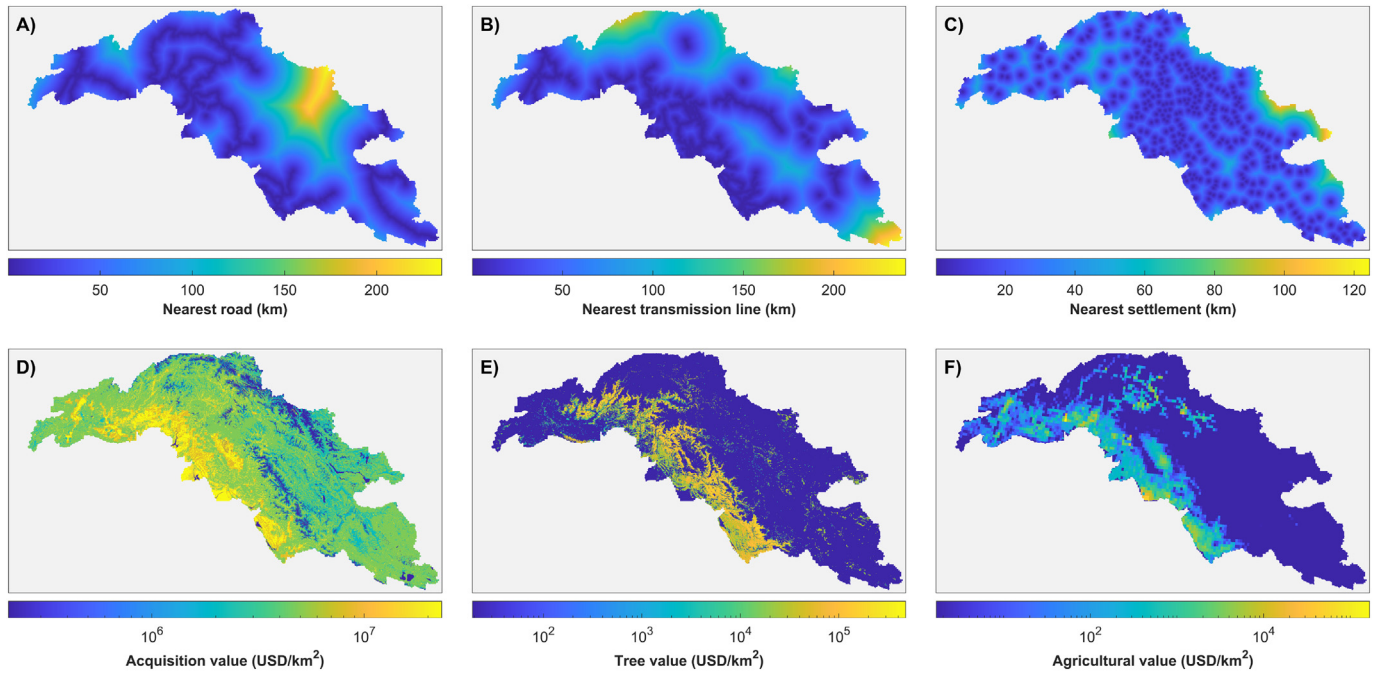 A) B) C)
50 100 150 200 50 100 150 200 20 40 60 80 100 120
Nearest road (km) Nearest transmission line (km) Nearest settlement (km)
D) E) F)
10^6 10^7 10^2 10^3 10^4 10^5 10^2 10^4
Acquisition value (USD/km^2) Tree value (USD/km^2) Agricultural value (USD/km^2)